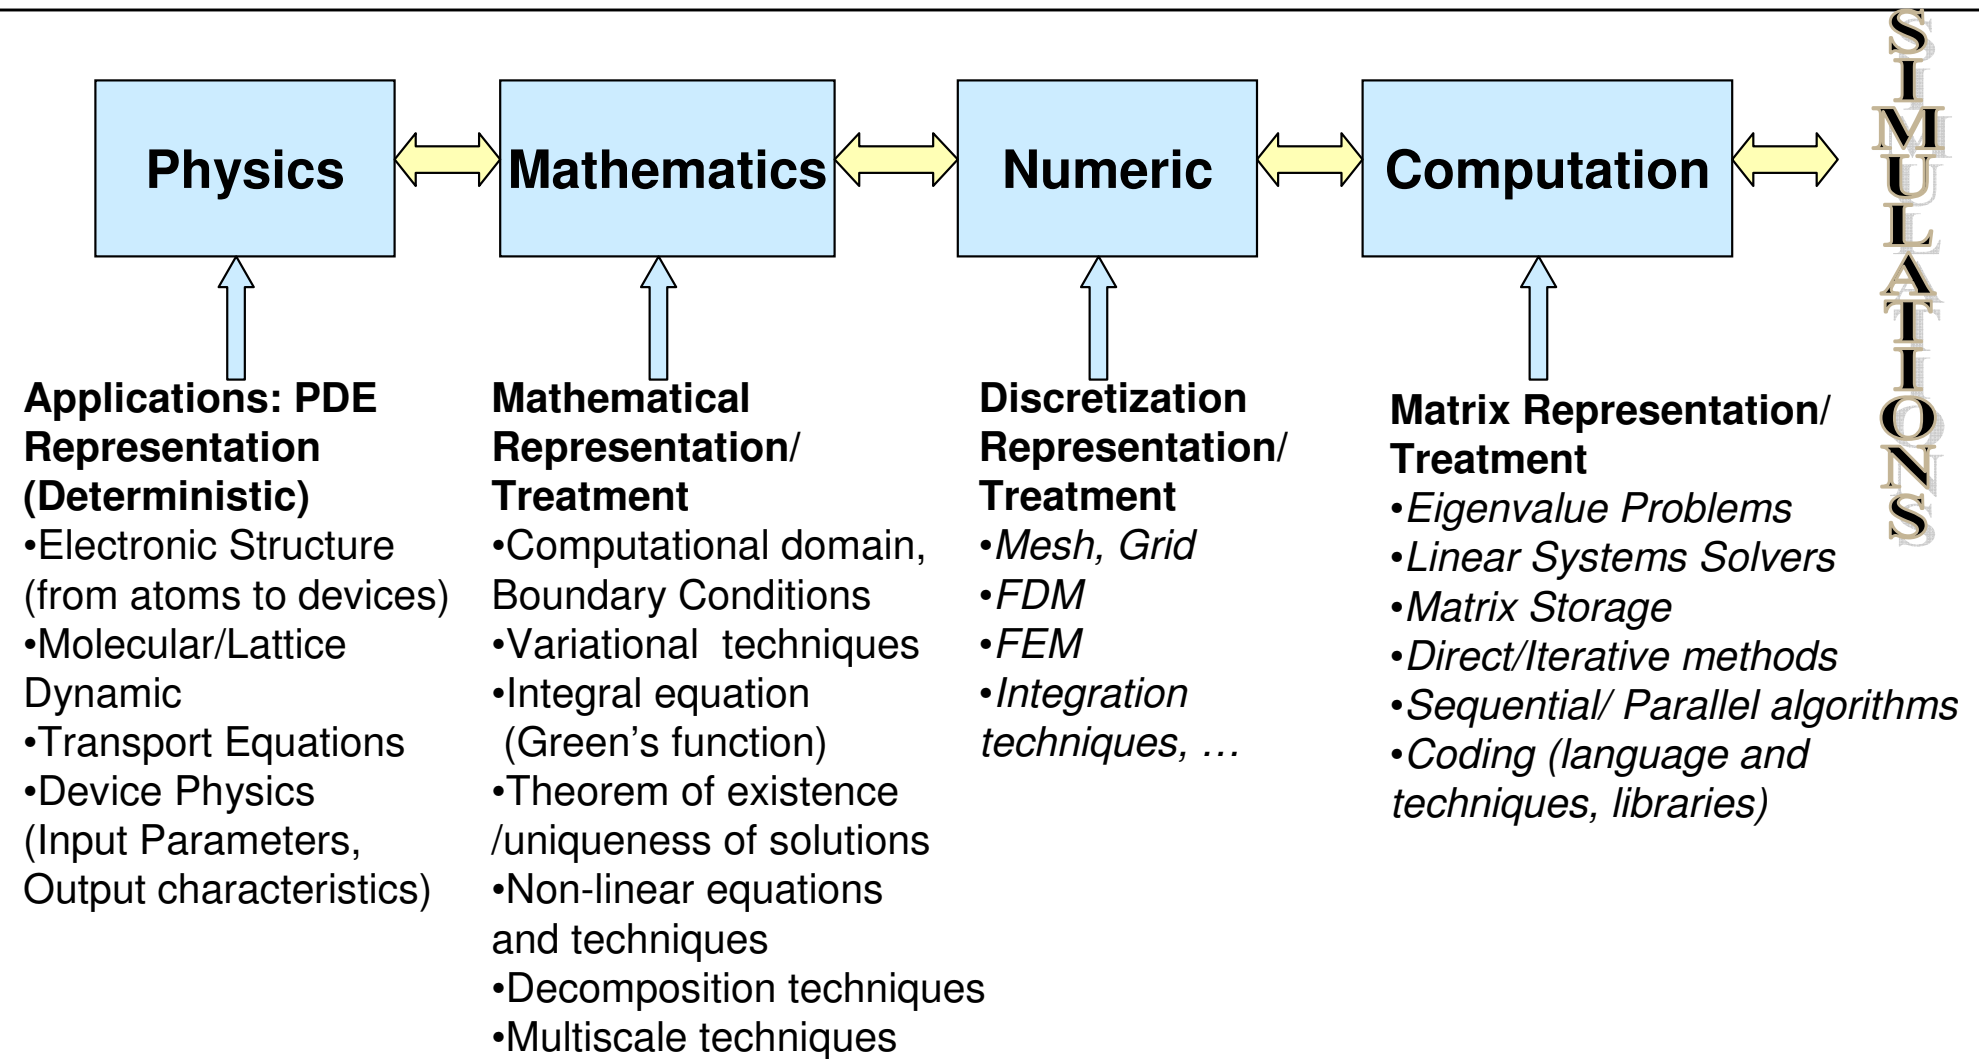 Physics
Mathematics
Numeric
Computation
SIMULATIONS
Applications: PDE
Representation
(Deterministic)
•Electronic Structure
(from atoms to devices)
•Molecular/Lattice
Dynamic
•Transport Equations
•Device Physics
(Input Parameters,
Output characteristics)
Mathematical
Representation/
Treatment
•Computational domain,
Boundary Conditions
•Variational  techniques
•Integral equation
(Green’s function)
•Theorem of existence
/uniqueness of solutions
•Non-linear equations
and techniques
•Decomposition techniques
•Multiscale techniques
Discretization
Representation/
Treatment
•Mesh, Grid
•FDM
•FEM
•Integration
techniques, …
Matrix Representation/
Treatment
•Eigenvalue Problems
•Linear Systems Solvers
•Matrix Storage
•Direct/Iterative methods
•Sequential/ Parallel algorithms
•Coding (language and
techniques, libraries)